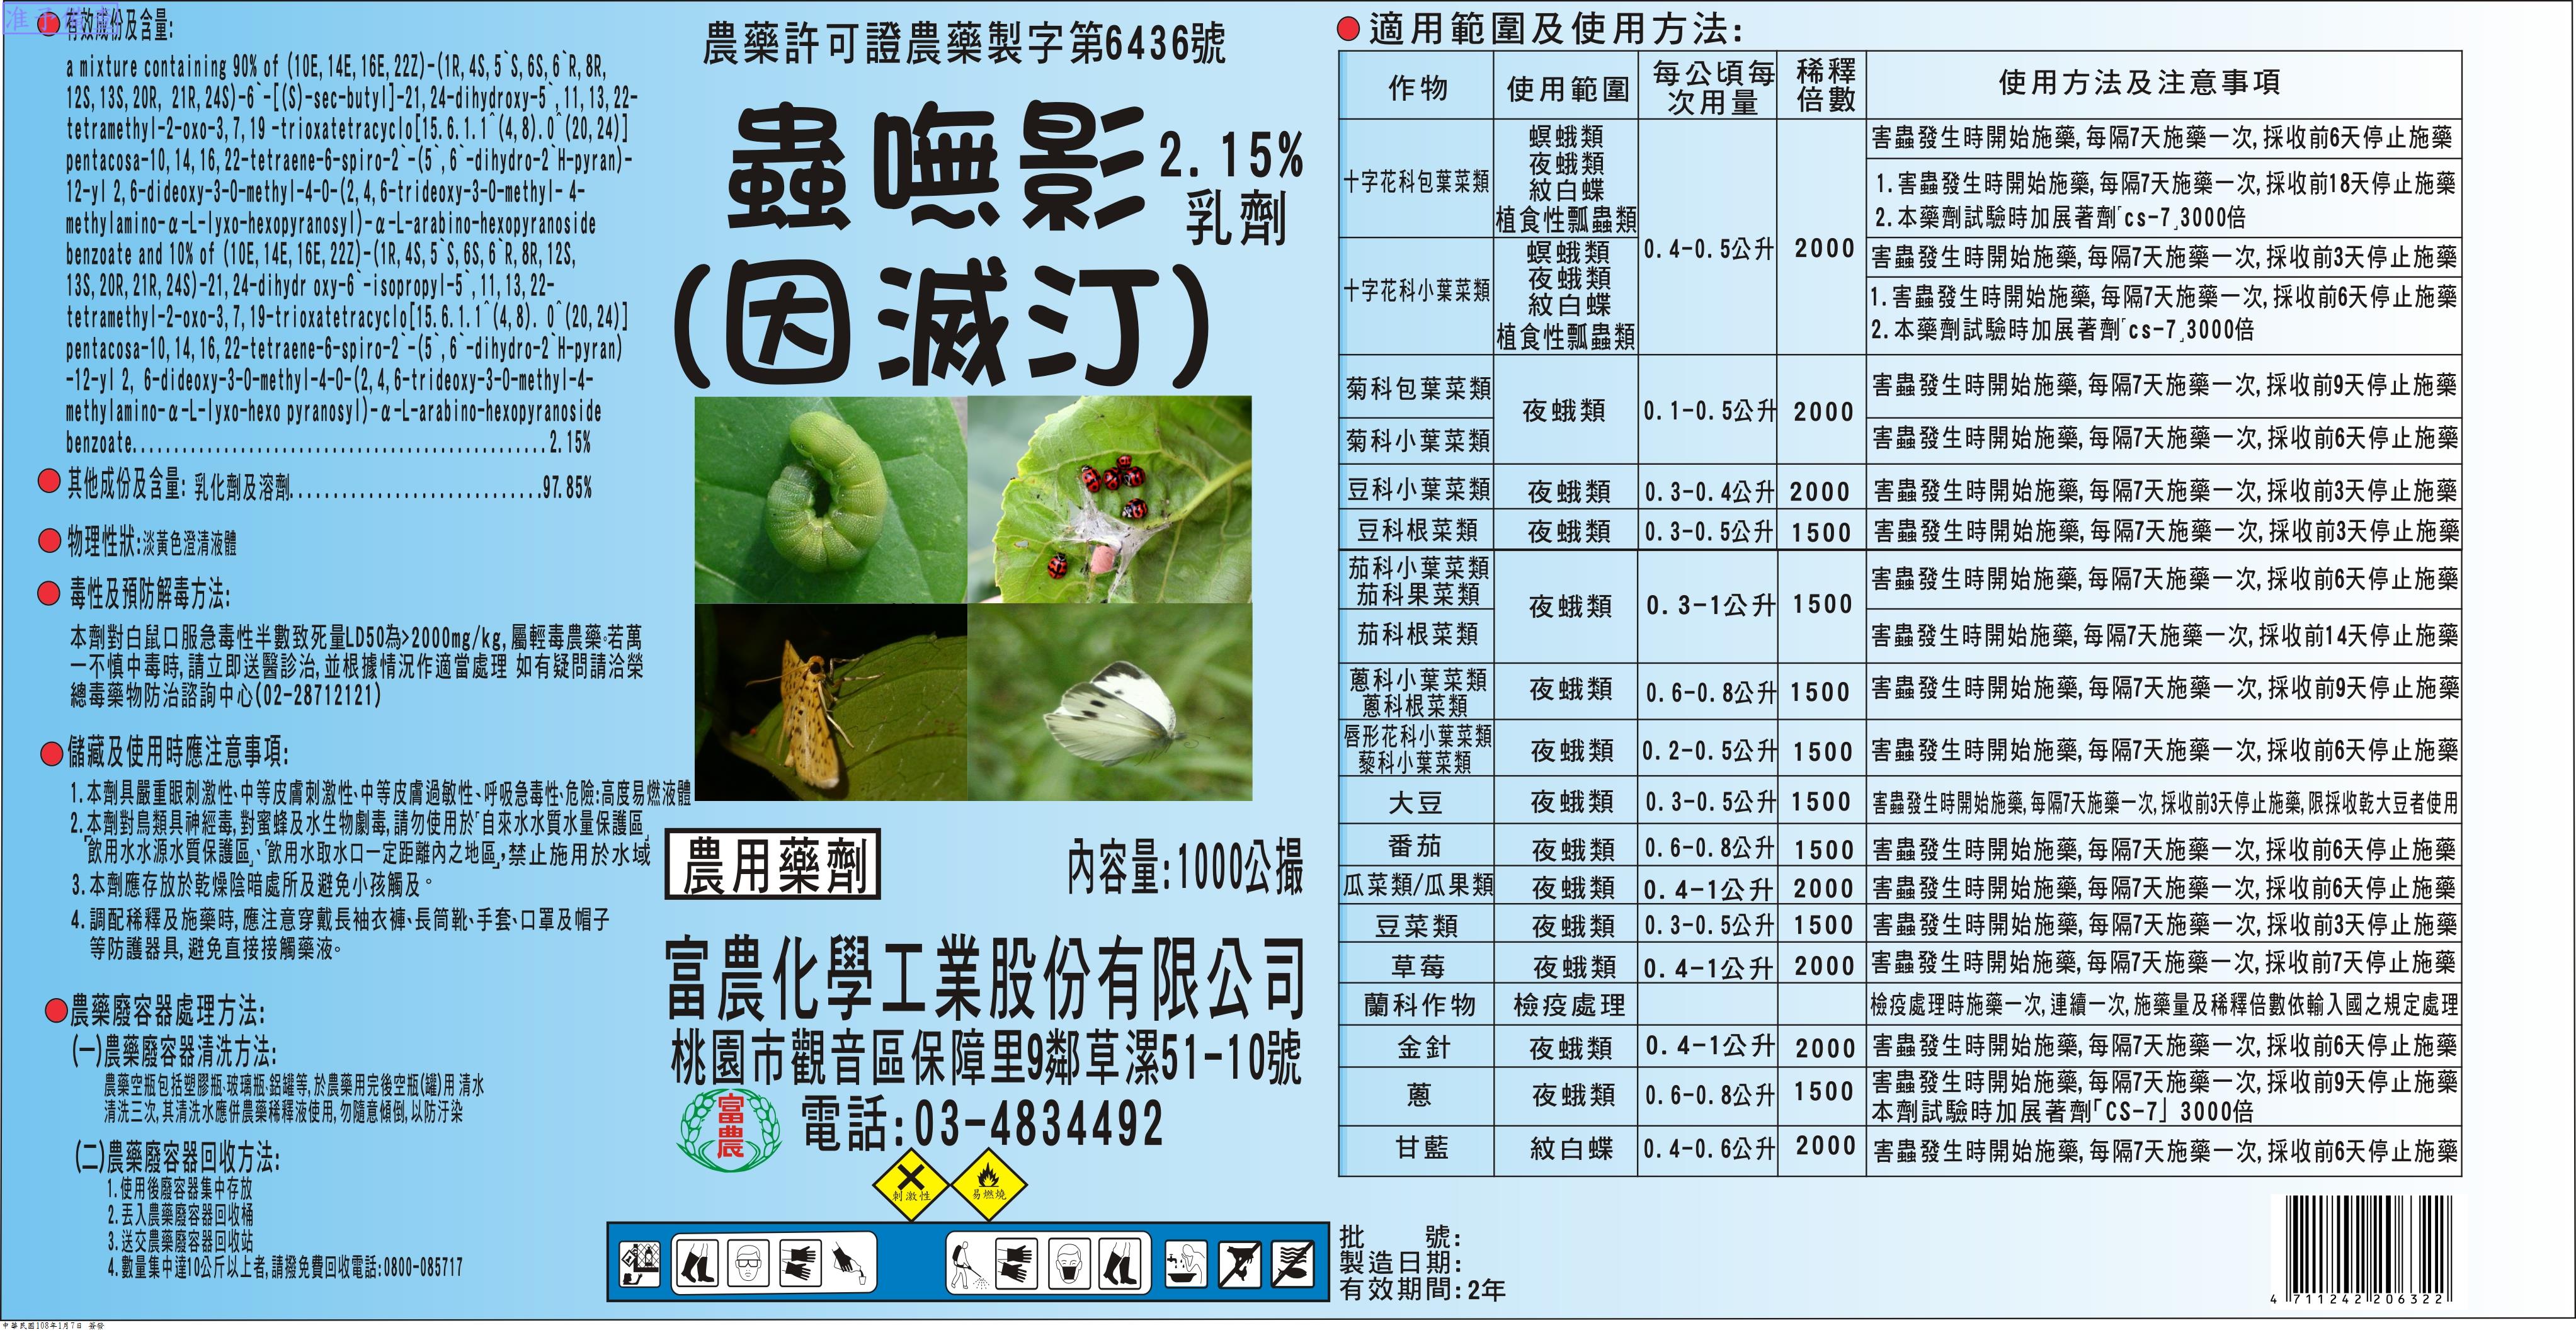 准予備查
有效成份及含量:
a mixture containing 90% of (10E,14E,16E,22Z)-(1R,4S,5`S,6S,6`R,8R,
12S,13S,20R, 21R,24S)-6`-[(S)-sec-butyl]-21,24-dihydroxy-5`,11,13,22-
tetramethyl-2-oxo-3,7,19 -trioxatetracyclo[15.6.1.1^(4,8).0^(20,24)]
pentacosa-10,14,16,22-tetraene-6-spiro-2`-(5`,6`-dihydro-2`H-pyran)-
12-yl 2,6-dideoxy-3-O-methyl-4-O-(2,4,6-trideoxy-3-O-methyl- 4-
methylamino-α-L-lyxo-hexopyranosyl)-α-L-arabino-hexopyranoside
benzoate and 10% of (10E,14E,16E,22Z)-(1R,4S,5`S,6S,6`R,8R,12S,
13S,20R,21R,24S)-21,24-dihydr oxy-6`-isopropyl-5`,11,13,22-
tetramethyl-2-oxo-3,7,19-trioxatetracyclo[15.6.1.1^(4,8). 0^(20,24)]
pentacosa-10,14,16,22-tetraene-6-spiro-2`-(5`,6`-dihydro-2`H-pyran)
-12-yl 2, 6-dideoxy-3-O-methyl-4-O-(2,4,6-trideoxy-3-O-methyl-4-
methylamino-α-L-lyxo-hexo pyranosyl)-α-L-arabino-hexopyranoside
benzoate...............................................2.15%
其他成份及含量: 乳化劑及溶劑.............................97.85%
物理性狀:淡黃色澄清液體
毒性及預防解毒方法:
本劑對白鼠口服急毒性半數致死量LD50為>2000mg/kg,屬輕毒農藥。若萬
一不慎中毒時,請立即送醫診治,並根據情況作適當處理 如有疑問請洽榮
總毒藥物防治諮詢中心(02-28712121)
儲藏及使用時應注意事項:
1.本劑具嚴重眼刺激性、中等皮膚刺激性、中等皮膚過敏性、呼吸急毒性、危險:高度易燃液體
2.本劑對鳥類具神經毒,對蜜蜂及水生物劇毒,請勿使用於「自來水水質水量保護區」
「飲用水水源水質保護區」、「飲用水取水口一定距離內之地區」,禁止施用於水域
3.本劑應存放於乾燥陰暗處所及避免小孩觸及。
4.調配稀釋及施藥時,應注意穿戴長袖衣褲、長筒靴、手套、口罩及帽子
等防護器具,避免直接接觸藥液。
農藥廢容器處理方法:
(一)農藥廢容器清洗方法:
農藥空瓶包括塑膠瓶、玻璃瓶、鋁罐等,於農藥用完後空瓶(罐)用 清水
清洗三次,其清洗水應併農藥稀釋液使用,勿隨意傾倒,以防汙染
(二)農藥廢容器回收方法:
1.使用後廢容器集中存放
2.丟入農藥廢容器回收桶
3.送交農藥廢容器回收站
4.數量集中達10公斤以上者,請撥免費回收電話:0800-085717
農藥許可證農藥製字第6436號
蟲嘸影 2.15%
乳劑
(因滅汀)
農用藥劑
內容量:1000公撮
富農化學工業股份有限公司
桃園市觀音區保障里9鄰草漯51-10號
富農
電話:03-4834492
刺激性 易燃燒
適用範圍及使用方法:
作物 使用範圍 每公頃每次用量 稀釋倍數 使用方法及注意事項
十字花科包葉菜類 螟蛾類 夜蛾類 紋白蝶 植食性瓢蟲類 0.4-0.5公升 2000 害蟲發生時開始施藥,每隔7天施藥一次,採收前6天停止施藥
1.害蟲發生時開始施藥,每隔7天施藥一次,採收前18天停止施藥
2.本藥劑試驗時加展著劑「cs-7」3000倍
十字花科小葉菜類 螟蛾類 夜蛾類 紋白蝶 植食性瓢蟲類 害蟲發生時開始施藥,每隔7天施藥一次,採收前3天停止施藥
1.害蟲發生時開始施藥,每隔7天施藥一次,採收前6天停止施藥
2.本藥劑試驗時加展著劑「cs-7」3000倍
菊科包葉菜類 夜蛾類 0.1-0.5公升 2000 害蟲發生時開始施藥,每隔7天施藥一次,採收前9天停止施藥
菊科小葉菜類 害蟲發生時開始施藥,每隔7天施藥一次,採收前6天停止施藥
豆科小葉菜類 夜蛾類 0.3-0.4公升 2000 害蟲發生時開始施藥,每隔7天施藥一次,採收前3天停止施藥
豆科根菜類 夜蛾類 0.3-0.5公升 1500 害蟲發生時開始施藥,每隔7天施藥一次,採收前3天停止施藥
茄科小葉菜類 茄科果菜類 夜蛾類 0.3-1公升 1500 害蟲發生時開始施藥,每隔7天施藥一次,採收前6天停止施藥
茄科根菜類 害蟲發生時開始施藥,每隔7天施藥一次,採收前14天停止施藥
蔥科小葉菜類 蔥科根菜類 夜蛾類 0.6-0.8公升 1500 害蟲發生時開始施藥,每隔7天施藥一次,採收前9天停止施藥
唇形花科小葉菜類 藜科小葉菜類 夜蛾類 0.2-0.5公升 1500 害蟲發生時開始施藥,每隔7天施藥一次,採收前6天停止施藥
大豆 夜蛾類 0.3-0.5公升 1500 害蟲發生時開始施藥,每隔7天施藥一次,採收前3天停止施藥,限採收乾大豆者使用
番茄 夜蛾類 0.6-0.8公升 1500 害蟲發生時開始施藥,每隔7天施藥一次,採收前6天停止施藥
瓜菜類/瓜果類 夜蛾類 0.4-1公升 2000 害蟲發生時開始施藥,每隔7天施藥一次,採收前6天停止施藥
豆菜類 夜蛾類 0.3-0.5公升 1500 害蟲發生時開始施藥,每隔7天施藥一次,採收前3天停止施藥
草莓 夜蛾類 0.4-1公升 2000 害蟲發生時開始施藥,每隔7天施藥一次,採收前7天停止施藥
蘭科作物 檢疫處理 檢疫處理時施藥一次,連續一次,施藥量及稀釋倍數依輸入國之規定處理
金針 夜蛾類 0.4-1公升 2000 害蟲發生時開始施藥,每隔7天施藥一次,採收前6天停止施藥
蔥 夜蛾類 0.6-0.8公升 1500 害蟲發生時開始施藥,每隔7天施藥一次,採收前9天停止施藥
本劑試驗時加展著劑「CS-7」 3000倍
甘藍 紋白蝶 0.4-0.6公升 2000 害蟲發生時開始施藥,每隔7天施藥一次,採收前6天停止施藥
批 號:
製造日期:
有效期間:2年
4 711242 206322
中華民國108年1月7日 簽發